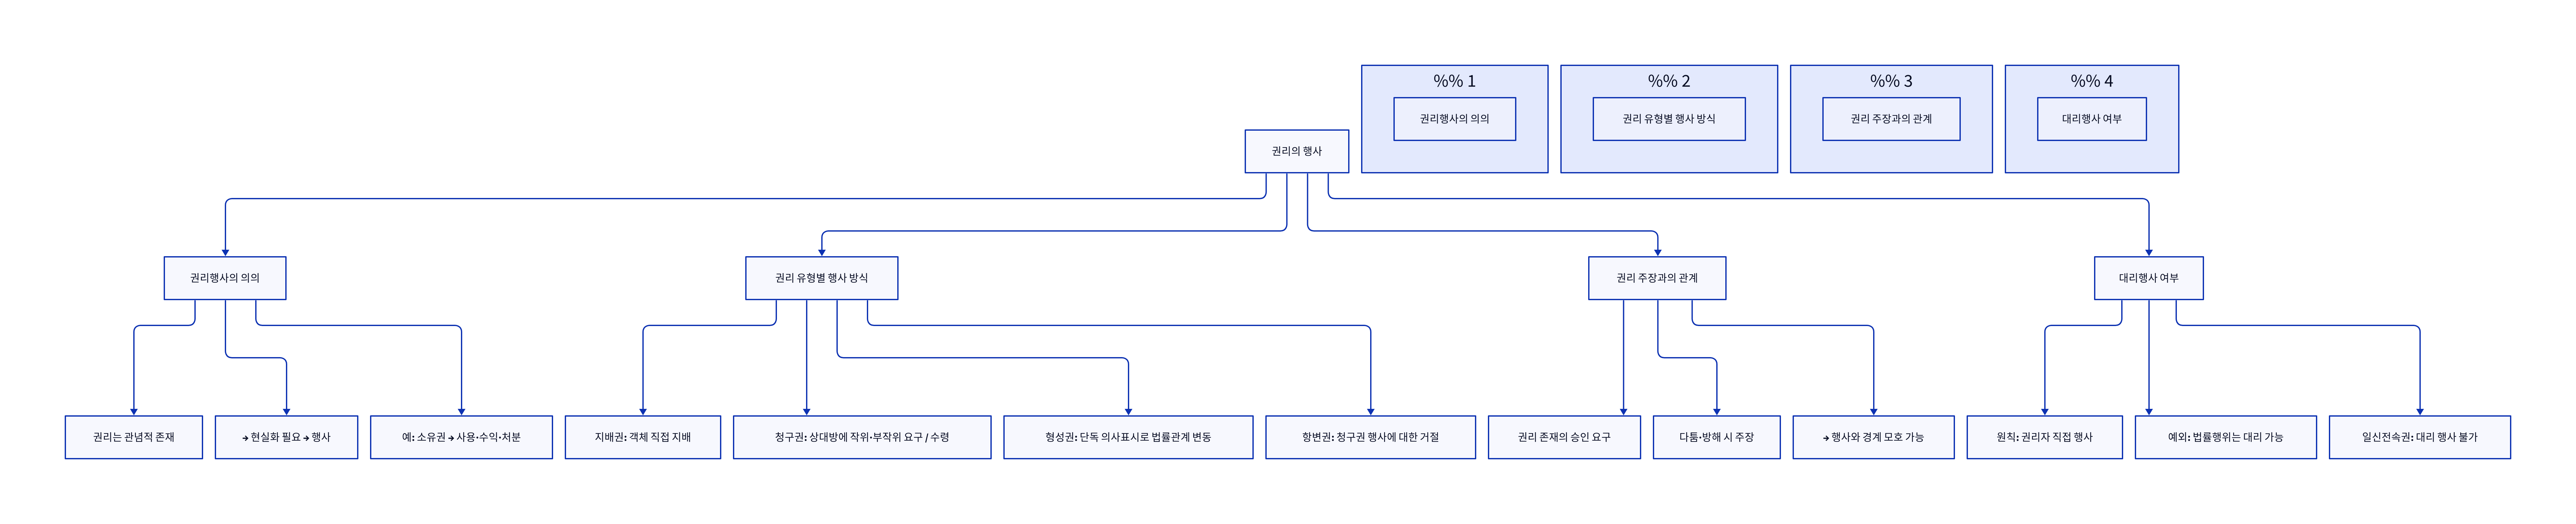 %% 1
권리행사의 의의
%% 2
권리 유형별 행사 방식
%% 3
권리 주장과의 관계
%% 4
대리행사 여부
권리의 행사
권리행사의 의의
권리 유형별 행사 방식
권리 주장과의 관계
대리행사 여부
권리는 관념적 존재
→ 현실화 필요 → 행사
예: 소유권 → 사용·수익·처분
지배권: 객체 직접 지배
청구권: 상대방에 작위·부작위 요구 / 수령
형성권: 단독 의사표시로 법률관계 변동
항변권: 청구권 행사에 대한 거절
권리 존재의 승인 요구
다툼·방해 시 주장
→ 행사와 경계 모호 가능
원칙: 권리자 직접 행사
예외: 법률행위는 대리 가능
일신전속권: 대리 행사 불가